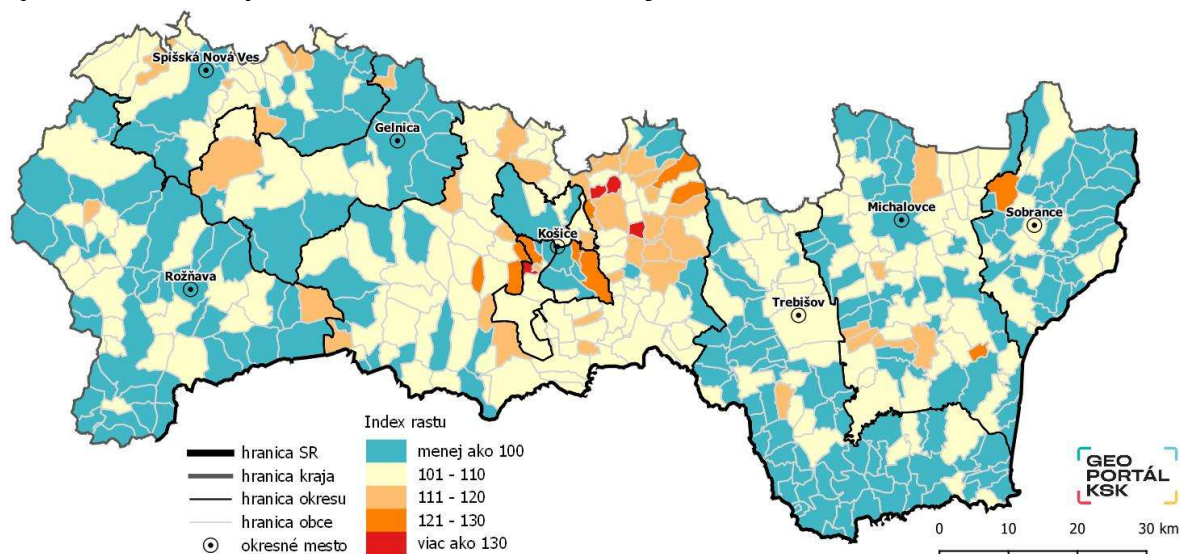 Spišská Nová Ves
Gelnica
Rožňava
Košice
Michalovce
Sobrance
Trebišov
Index rastu
hranica SR
hranica kraja
hranica okresu
hranica obce
okresné mesto
menej ako 100
101 - 110
111 - 120
121 - 130
viac ako 130
GEO
PORTÁL
KSK
0 10 20 30 km